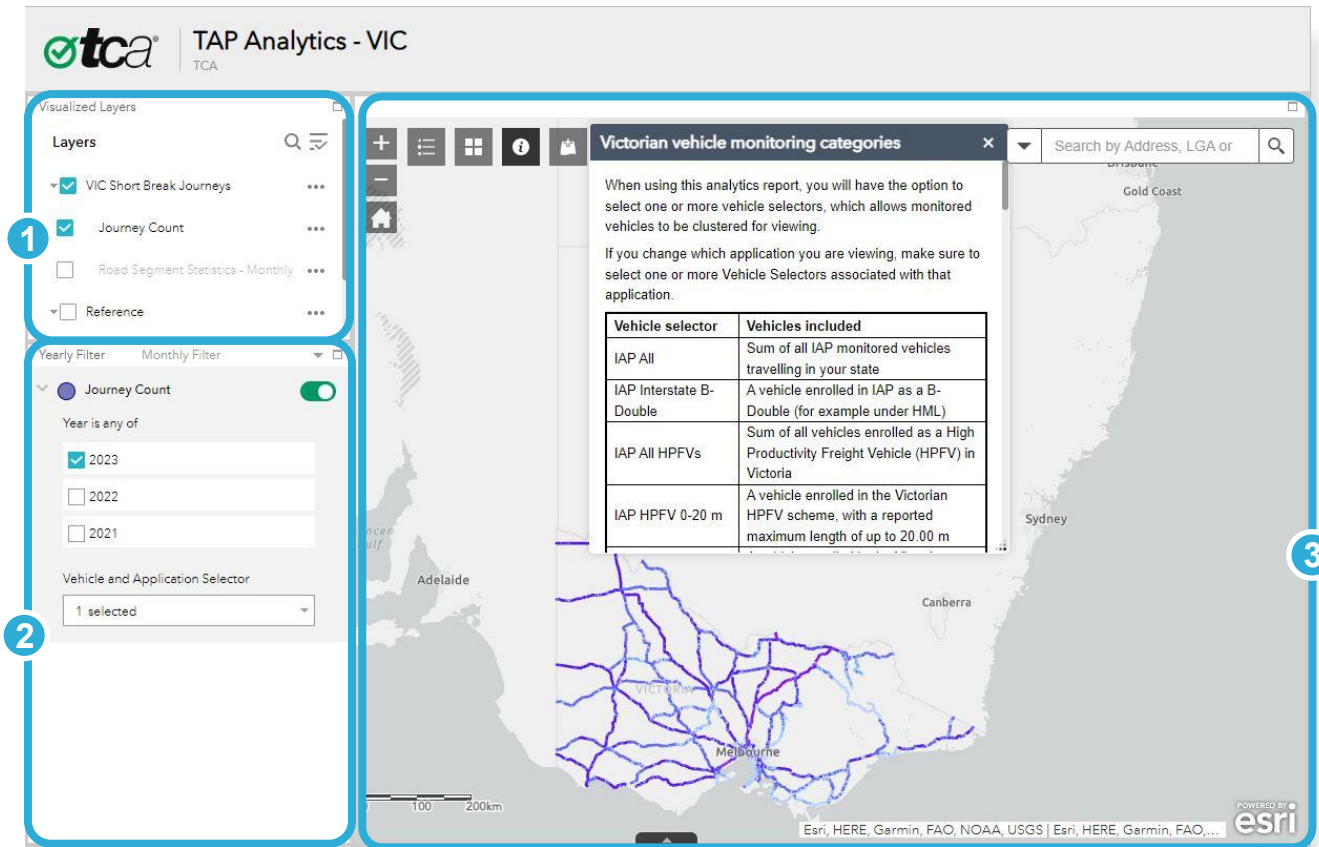 tca
TAP Analytics - VIC
TCA
Visualized Layers
Layers
VIC Short Break Journeys
1
Journey Count
Road Segment Statistics - Monthly
Reference
Yearly Filter Monthly Filter
Journey Count
Year is any of
2023
2022
2021
Vehicle and Application Selector
1 selected
2
Victorian vehicle monitoring categories
Search by Address, LGA or
When using this analytics report, you will have the option to
select one or more vehicle selectors, which allows monitored
vehicles to be clustered for viewing.
If you change which application you are viewing, make sure to
select one or more Vehicle Selectors associated with that
application.
Vehicle selector Vehicles included
IAP All
Sum of all IAP monitored vehicles
travelling in your state
IAP Interstate B-
Double
A vehicle enrolled in IAP as a B-
Double (for example under HML)
IAP All HPFVs
Sum of all vehicles enrolled as a High
Productivity Freight Vehicle (HPFV) in
Victoria
IAP HPFV 0-20 m
A vehicle enrolled in the Victorian
HPFV scheme, with a reported
maximum length of up to 20.00 m
Brisbane
Gold Coast
Sydney
3
Adelaide
Canberra
VICTORIA
Melbourne
100 200km
POWERED BY
esri
Esri, HERE, Garmin, FAO, NOAA, USGS | Esri, HERE, Garmin, FAO,...